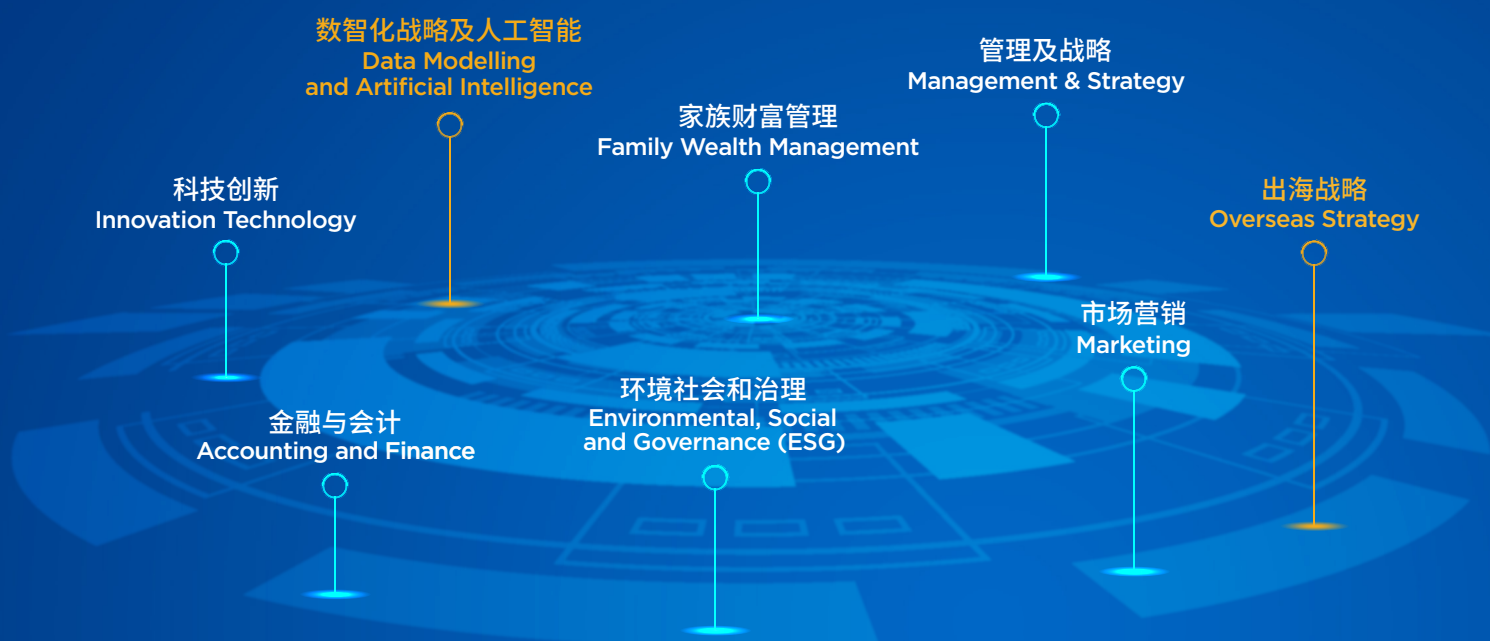 数智化战略及人工智能
Data Modelling
and Artificial Intelligence
管理及战略
Management & Strategy
家族财富管理
Family Wealth Management
科技创新
Innovation Technology
出海战略
Overseas Strategy
市场营销
Marketing
环境社会和治理
Environmental, Social
and Governance (ESG)
金融与会计
Accounting and Finance